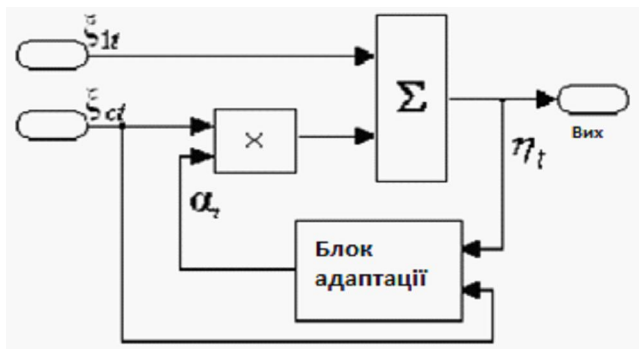 ξ1t
ξct
×
Σ
Вих
ηt
αt
Блок
адаптації